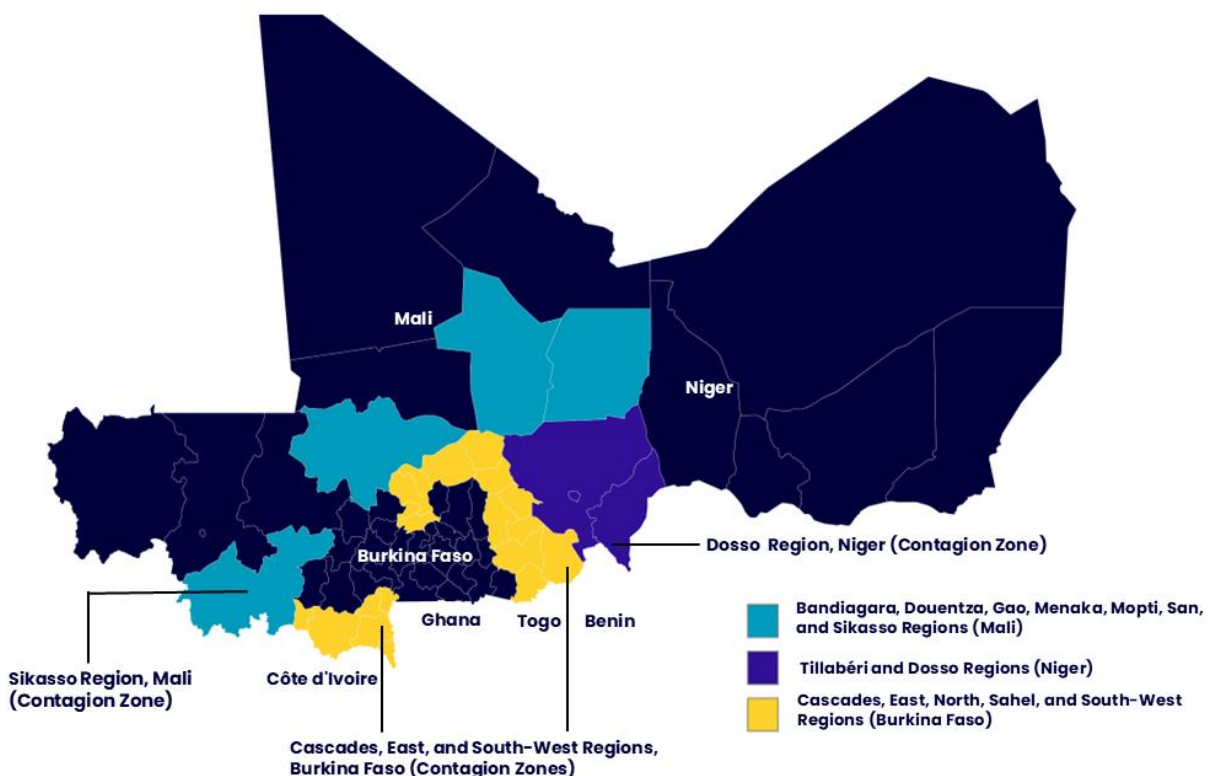 Mali
Niger
Burkina Faso
Dosso Region, Niger (Contagion Zone)
Ghana
Togo
Benin
Bandiagara, Douentza, Gao, Menaka, Mopti, San,
and Sikasso Regions (Mali)
Tillabéri and Dosso Regions (Niger)
Cascades, East, North, Sahel, and South-West
Regions (Burkina Faso)
Sikasso Region, Mali
(Contagion Zone)
Côte d'Ivoire
Cascades, East, and South-West Regions,
Burkina Faso (Contagion Zones)